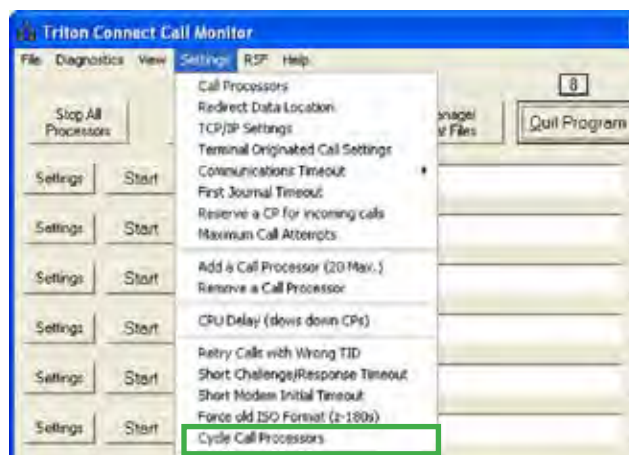 Triton Connect Call Monitor
File Diagnostics View Settings RSF Help
8
Stop All
Processors
Quit Program
Call Processors
Redirect Data Location
TCP/IP Settings
Terminal Originated Call Settings
Communications Timeout
First Journal Timeout
Reserve a CP for incoming calls
Maximum Call Attempts
Add a Call Processor (20 Max.)
Remove a Call Processor
CPU Delay (slows down CPs)
Retry Calls with Wrong TID
Short Challenge/Response Timeout
Short Modem Initial Timeout
Force old ISO Format (z-180s)
Cycle Call Processors
Settings Start
Settings Start
Settings Start
Settings Start
Settings Start
Settings Start